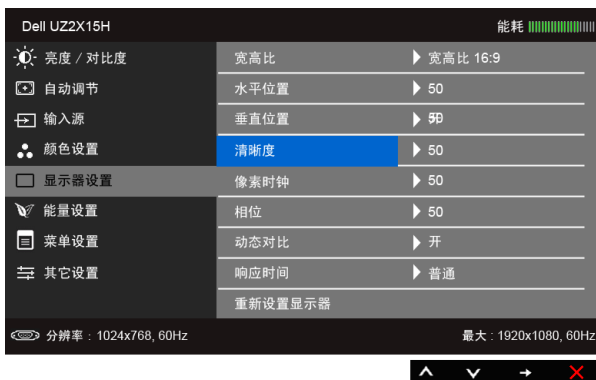 Dell UZ2X15H 能耗
亮度 / 对比度 宽高比 宽高比 16:9
自动调节 水平位置 50
输入源 垂直位置
颜色设置 清晰度 50
显示器设置 像素时钟 50
能量设置 相位 50
菜单设置 动态对比 开
其它设置 响应时间 普通
重新设置显示器
分辨率 : 1024x768, 60Hz 最大 : 1920x1080, 60Hz